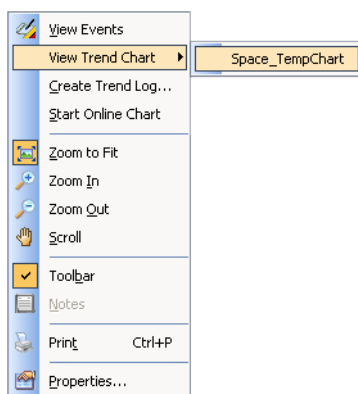 View Events
View Trend Chart
Space_TempChart
Create Trend Log...
Start Online Chart
Zoom to Fit
Zoom In
Zoom Out
Scroll
Toolbar
Notes
Print Ctrl+P
Properties...